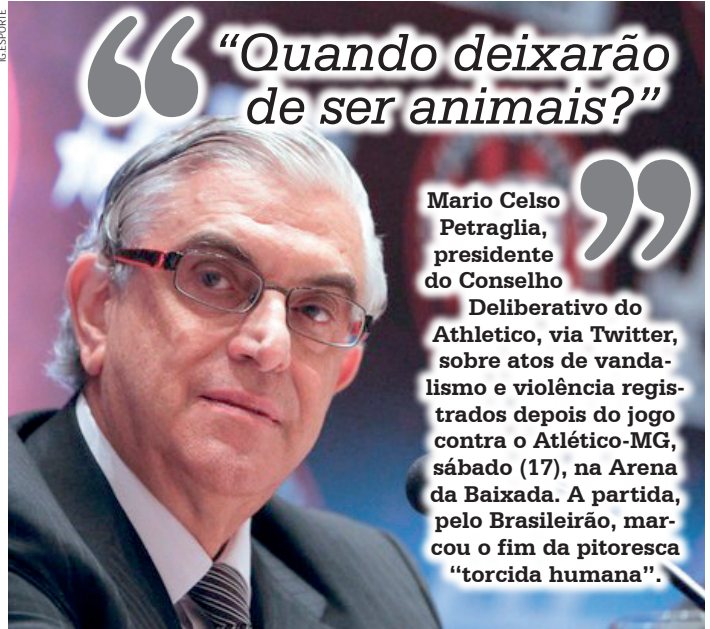 IG ESPORTE
“Quando deixarão
de ser animais?”
Mario Celso
Petraglia,
presidente
do Conselho
Deliberativo do
Athletico, via Twitter,
sobre atos de vanda-
lismo e violência regis-
trados depois do jogo
contra o Atlético-MG,
sábado (17), na Arena
da Baixada. A partida,
pelo Brasileirão, mar-
cou o fim da pitoresca
“torcida humana”.